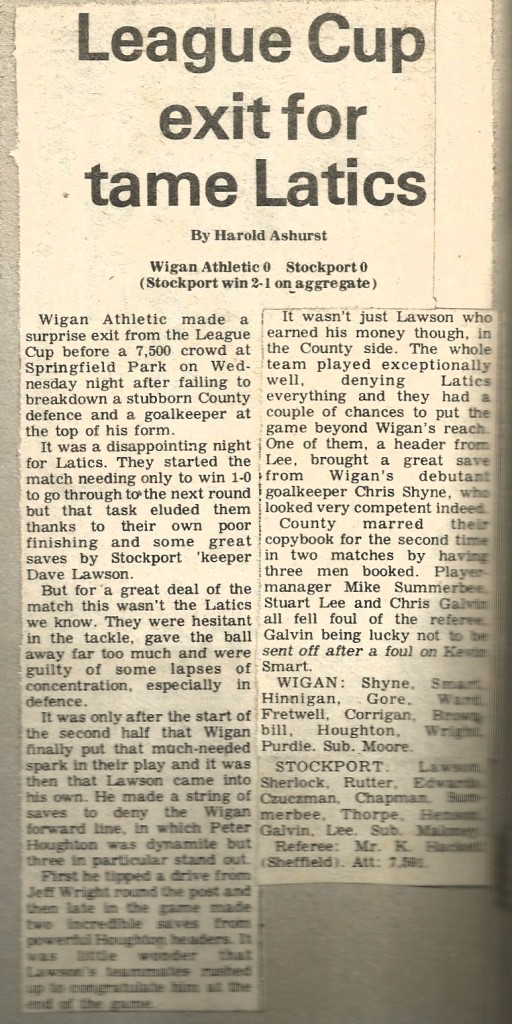 League Cup
exit for
tame Latics
By Harold Ashurst
Wigan Athletic 0 Stockport 0
(Stockport win 2-1 on aggregate)
Wigan Athletic made a
surprise exit from the League
Cup before a 7,500 crowd at
Springfield Park on Wed-
nesday night after failing to
breakdown a stubborn County
defence and a goalkeeper at
the top of his form.
It was a disappointing night
for Latics. They started the
match needing only to win 1-0
to go through to the next round
but that task eluded them
thanks to their own poor
finishing and some great
saves by Stockport 'keeper
Dave Lawson.
But for a great deal of the
match this wasn't the Latics
we know. They were hesitant
in the tackle, gave the ball
away far too much and were
guilty of some lapses of
concentration, especially in
defence.
It was only after the start of
the second half that Wigan
finally put that much-needed
spark in their play and it was
then that Lawson came into
his own. He made a string of
saves to deny the Wigan
forward line, in which Peter
Houghton was dynamite but
three in particular stand out.
First he tipped a drive from
Jeff Wright round the post and
then late in the game made
two incredible saves from
powerful Houghton headers. It
was little wonder that
Lawson's teammates rushed
up to congratulate him at the
end of the game.
It wasn't just Lawson who
earned his money though, in
the County side. The whole
team played exceptionally
well, denying Latics
everything and they had a
couple of chances to put the
game beyond Wigan's reach.
One of them, a header from
Lee, brought a great save
from Wigan's debutant
goalkeeper Chris Shyne, who
looked very competent indeed.
County marred their
copybook for the second time
in two matches by having
three men booked. Player-
manager Mike Summerbee,
Stuart Lee and Chris Galvin
all fell foul of the referee,
Galvin being lucky not to be
sent off after a foul on Kevin
Smart.
WIGAN: Shyne, Smart,
Hinnigan, Gore, Ward,
Fretwell, Corrigan, Brown-
bill, Houghton, Wright,
Purdie. Sub. Moore.
STOCKPORT: Lawson,
Sherlock, Rutter, Edwards,
Czuczman, Chapman, Sum-
merbee, Thorpe, Henson,
Galvin, Lee. Sub.
Referee: Mr. K. Hackett
(Sheffield). Att: